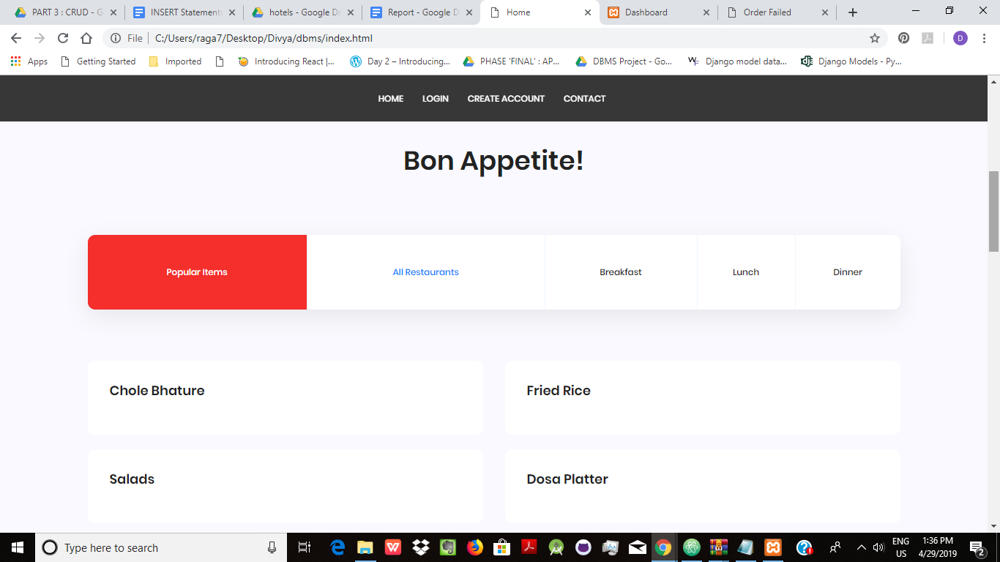 PART 3 : CRUD - G
INSERT Statements
hotels - Google Dr
Report - Google D
Home
Dashboard
Order Failed
File
C:/Users/raga7/Desktop/Divya/dbms/index.html
D
Apps
Getting Started
Imported
Introducing React |...
Day 2 – Introducing...
PHASE 'FINAL' : AP...
DBMS Project - Go...
Django model data...
Django Models - Py...
HOME LOGIN CREATE ACCOUNT CONTACT
Bon Appetite!
Popular Items
All Restaurants
Breakfast
Lunch
Dinner
Chole Bhature
Fried Rice
Salads
Dosa Platter
Type here to search
ENG
US
1:36 PM
4/29/2019
2